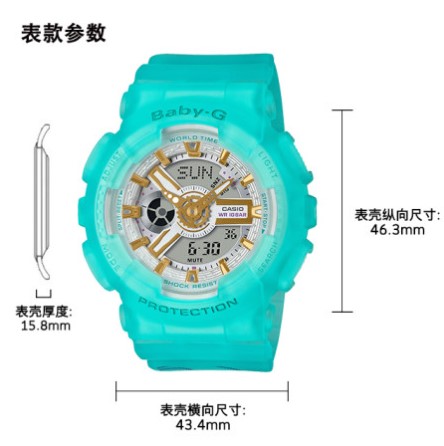 表款参数
Baby-G
WORLD TIME
LIGHT
SUN
CASIO
WR 10BAR
36
6:30
MUTE
SHOCK RESIST
PROTECTION
表壳纵向尺寸:
46.3mm
表壳厚度:
15.8mm
表壳横向尺寸:
43.4mm